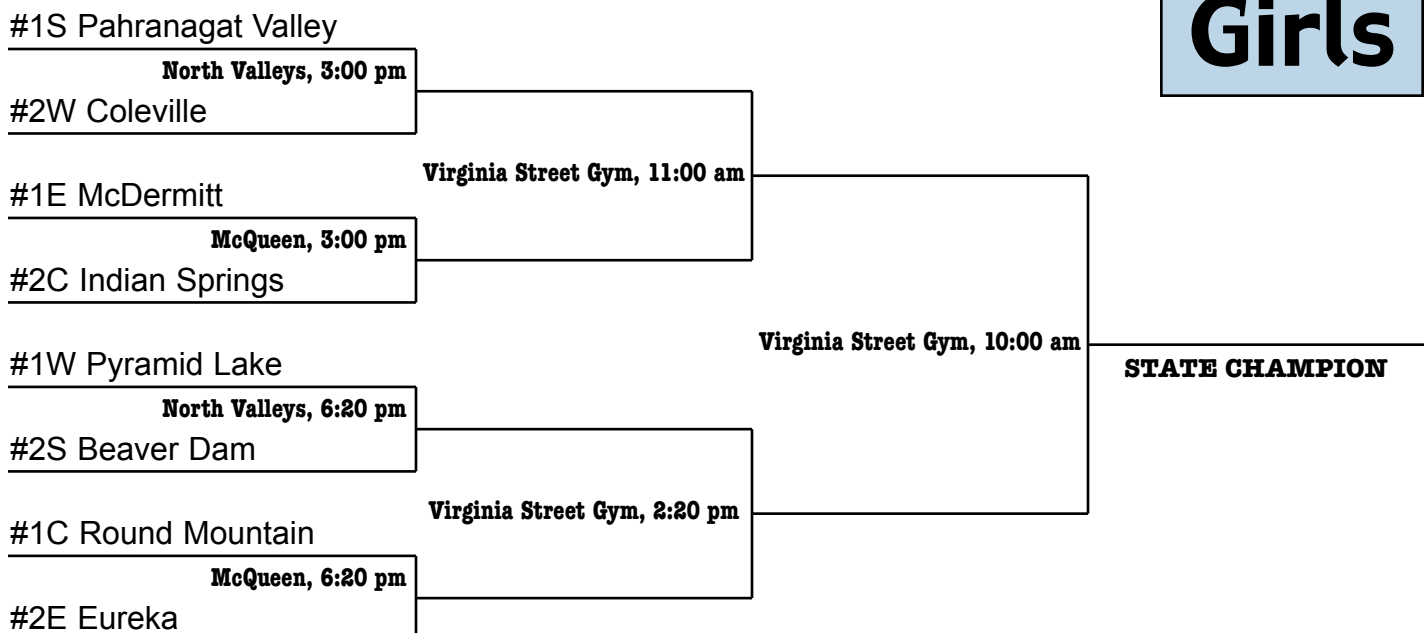 #1S Pahranagat Valley
Girls
North Valleys, 3:00 pm
#2W Coleville
Virginia Street Gym, 11:00 am
#1E McDermitt
McQueen, 3:00 pm
#2C Indian Springs
Virginia Street Gym, 10:00 am
#1W Pyramid Lake
STATE CHAMPION
North Valleys, 6:20 pm
#2S Beaver Dam
Virginia Street Gym, 2:20 pm
#1C Round Mountain
McQueen, 6:20 pm
#2E Eureka